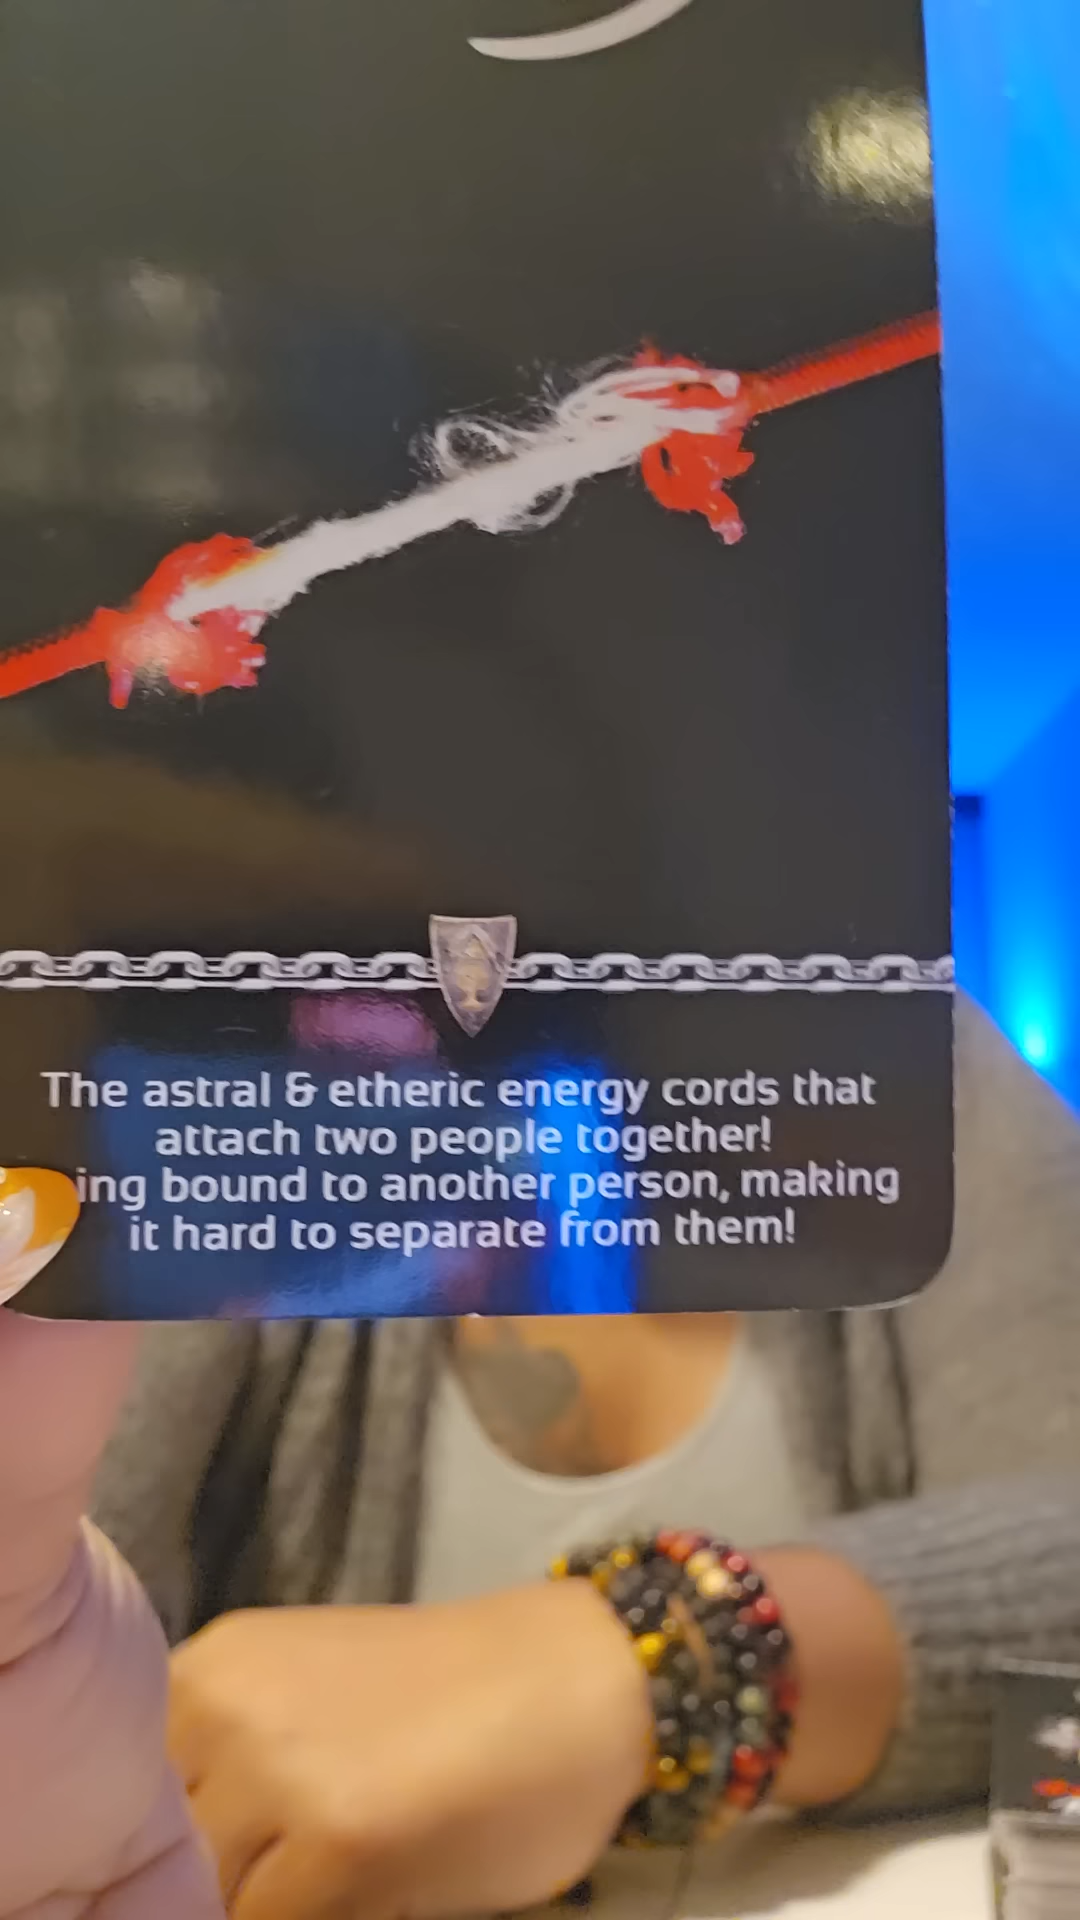 The astral & etheric energy cords that
attach two people together!
bound to another person, making
it hard to separate from them!